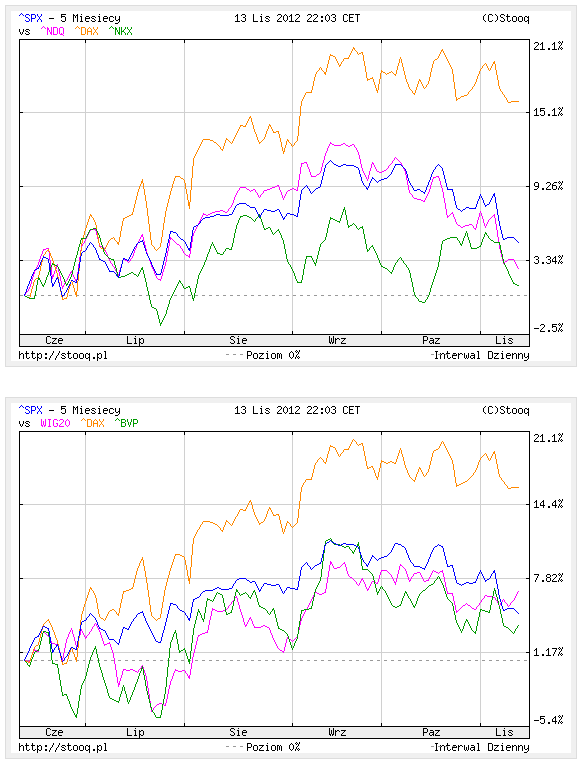 ^SPX - 5 Miesiecy 13 Lis 2012 22:03 CET (C)Stooq
vs ^NDQ ^DAX ^NKX
21.1%
15.1%
9.26%
3.34%
-2.5%
Cze Lip Sie Wrz Paz Lis
http://stooq.pl ---Poziom 0% -Interwal Dzienny
^SPX - 5 Miesiecy 13 Lis 2012 22:03 CET (C)Stooq
vs WIG20 ^DAX ^BVP
21.1%
14.4%
7.82%
1.17%
-5.4%
Cze Lip Sie Wrz Paz Lis
http://stooq.pl ---Poziom 0% -Interwal Dzienny